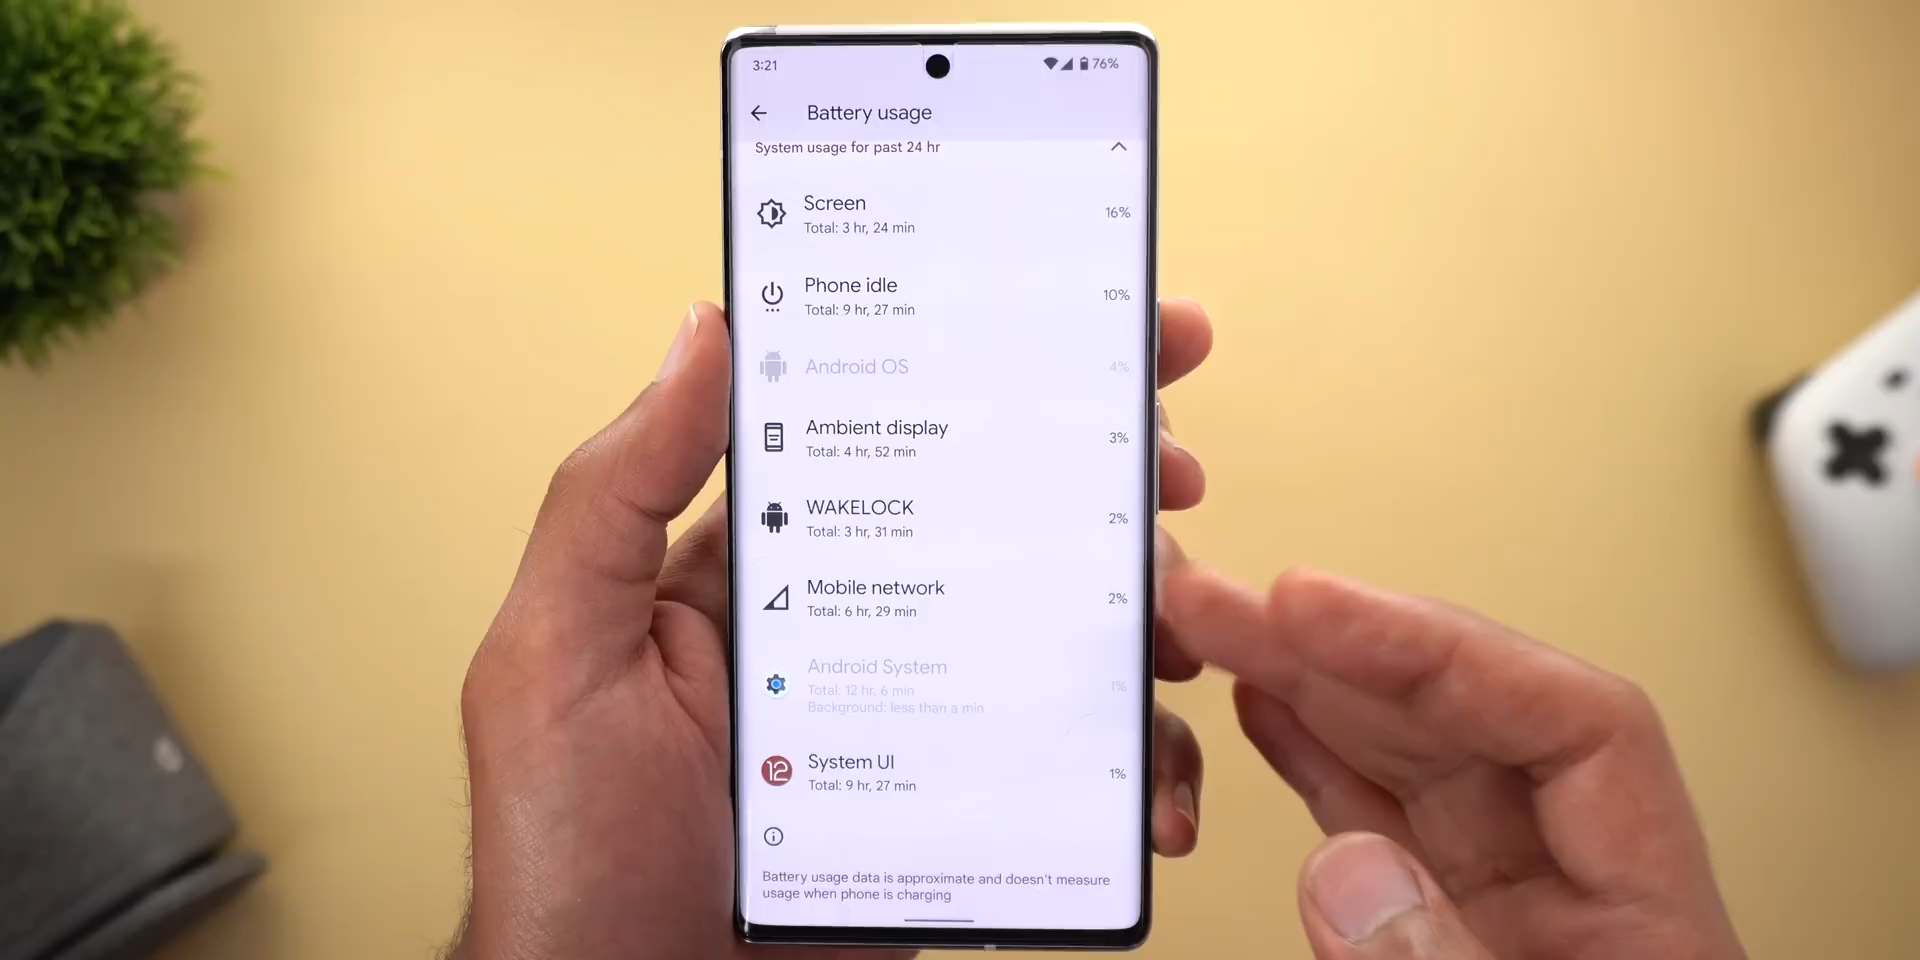 3:21
76%
Battery usage
System usage for past 24 hr
Screen
Total: 3 hr, 24 min
16%
Phone idle
Total: 9 hr, 27 min
10%
Android OS
4%
Ambient display
Total: 4 hr, 52 min
3%
WAKELOCK
Total: 3 hr, 31 min
2%
Mobile network
Total: 6 hr, 29 min
2%
Android System
Total: 12 hr, 6 min
Background: less than a min
1%
12
System UI
Total: 9 hr, 27 min
1%
Battery usage data is approximate and doesn't measure
usage when phone is charging